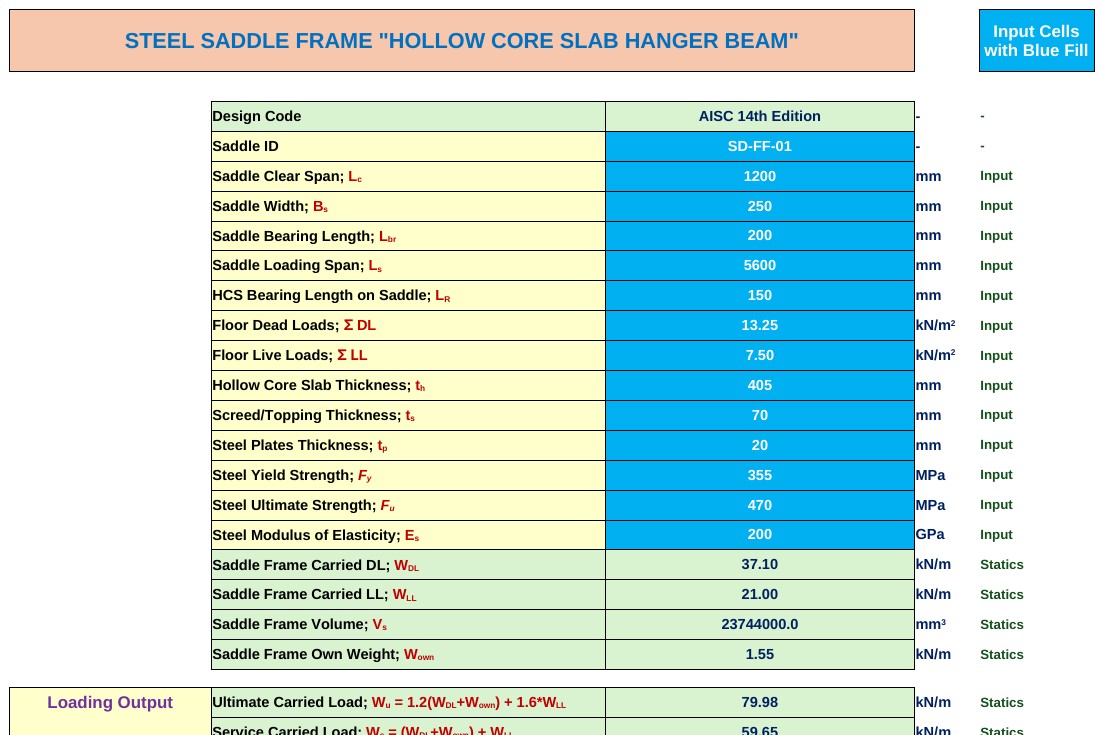 STEEL SADDLE FRAME "HOLLOW CORE SLAB HANGER BEAM"
Input Cells
with Blue Fill
Design Code AISC 14th Edition - -
Saddle ID SD-FF-01 - -
Saddle Clear Span; Lc 1200 mm Input
Saddle Width; Bs 250 mm Input
Saddle Bearing Length; Lbr 200 mm Input
Saddle Loading Span; Ls 5600 mm Input
HCS Bearing Length on Saddle; LR 150 mm Input
Floor Dead Loads; Σ DL 13.25 kN/m² Input
Floor Live Loads; Σ LL 7.50 kN/m² Input
Hollow Core Slab Thickness; th 405 mm Input
Screed/Topping Thickness; ts 70 mm Input
Steel Plates Thickness; tp 20 mm Input
Steel Yield Strength; Fy 355 MPa Input
Steel Ultimate Strength; Fu 470 MPa Input
Steel Modulus of Elasticity; Es 200 GPa Input
Saddle Frame Carried DL; WDL 37.10 kN/m Statics
Saddle Frame Carried LL; WLL 21.00 kN/m Statics
Saddle Frame Volume; Vs 23744000.0 mm³ Statics
Saddle Frame Own Weight; Wown 1.55 kN/m Statics
Loading Output Ultimate Carried Load; Wu = 1.2(WDL+Wown) + 1.6*WLL 79.98 kN/m Statics
Service Carried Load; Ws = (WDL+Wown) + WLL 59.65 kN/m Statics